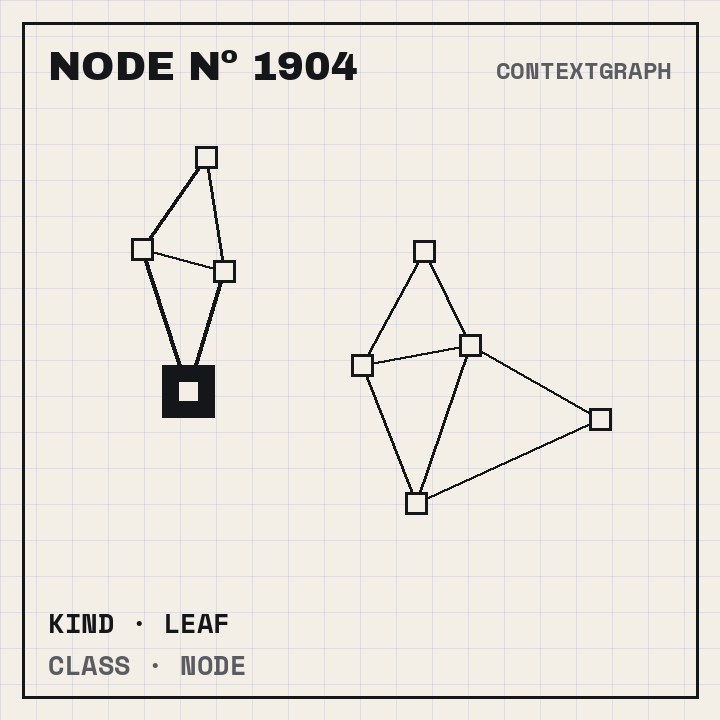 NODE Nº 1904
CONTEXTGRAPH
KIND · LEAF
CLASS · NODE